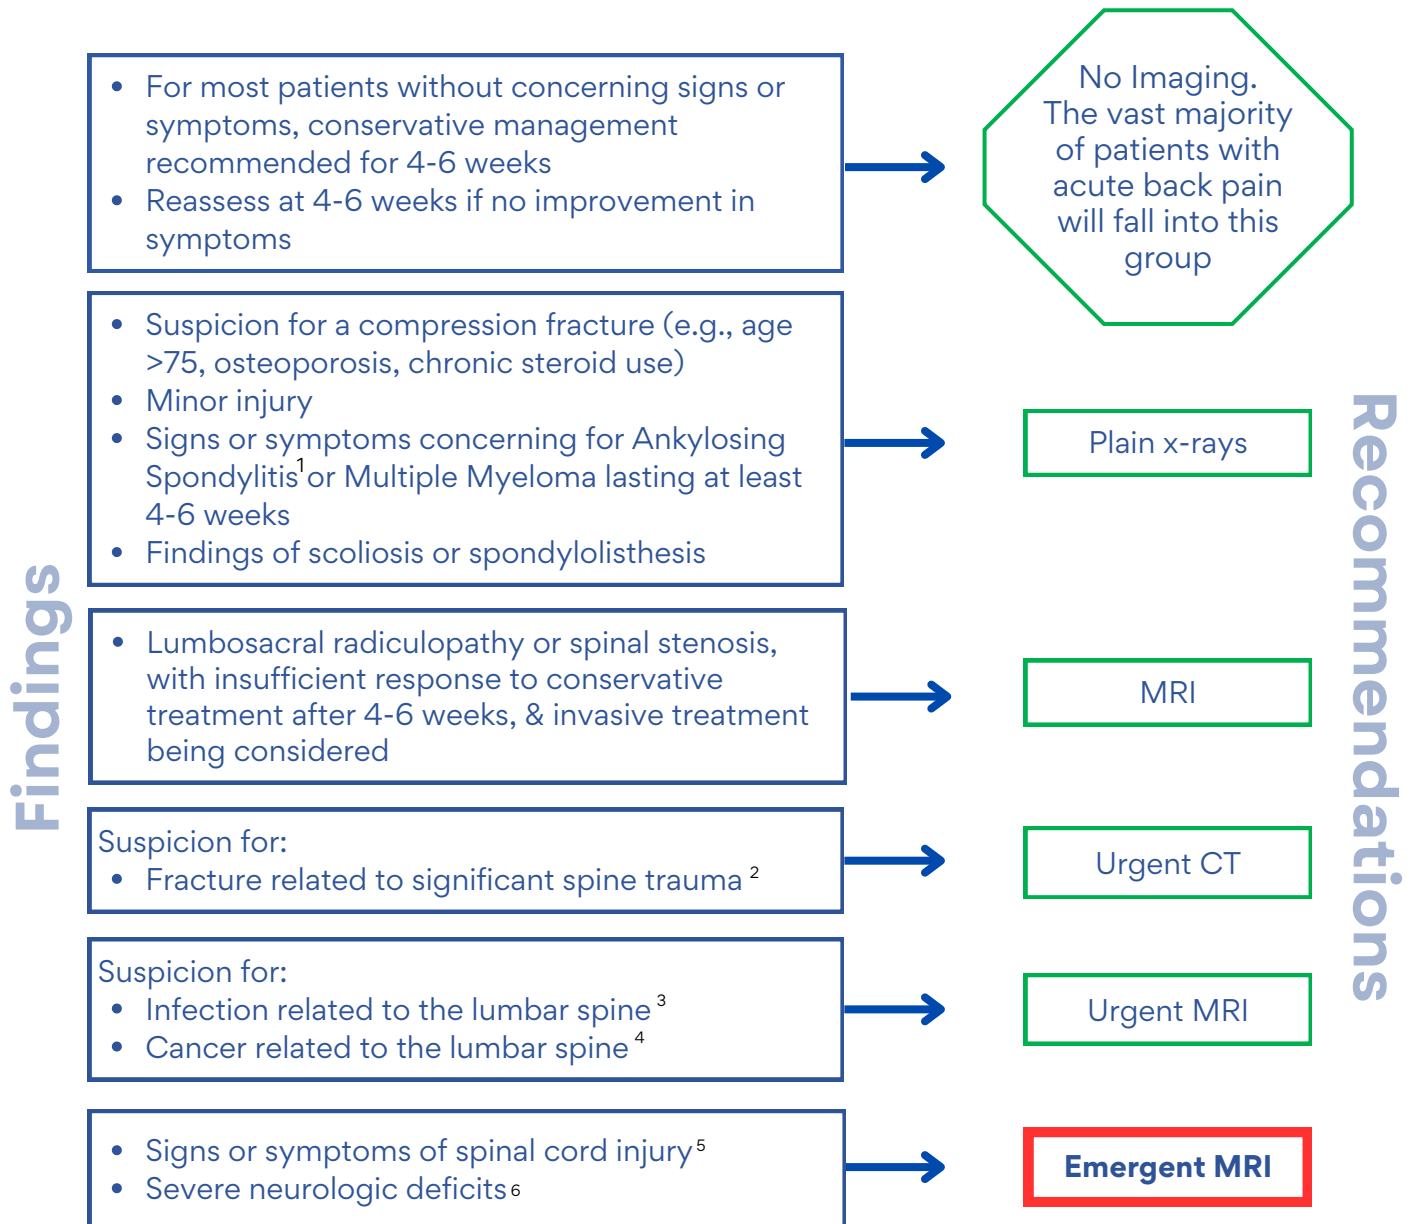 • For most patients without concerning signs or
symptoms, conservative management
recommended for 4-6 weeks
• Reassess at 4-6 weeks if no improvement in
symptoms
No Imaging.
The vast majority
of patients with
acute back pain
will fall into this
group
• Suspicion for a compression fracture (e.g., age
>75, osteoporosis, chronic steroid use)
• Minor injury
• Signs or symptoms concerning for Ankylosing
Spondylitis¹ or Multiple Myeloma lasting at least
4-6 weeks
• Findings of scoliosis or spondylolisthesis
Plain x-rays
Findings
Recommendations
• Lumbosacral radiculopathy or spinal stenosis,
with insufficient response to conservative
treatment after 4-6 weeks, & invasive treatment
being considered
MRI
Suspicion for:
• Fracture related to significant spine trauma ²
Urgent CT
Suspicion for:
• Infection related to the lumbar spine ³
• Cancer related to the lumbar spine ⁴
Urgent MRI
• Signs or symptoms of spinal cord injury ⁵
• Severe neurologic deficits ⁶
Emergent MRI